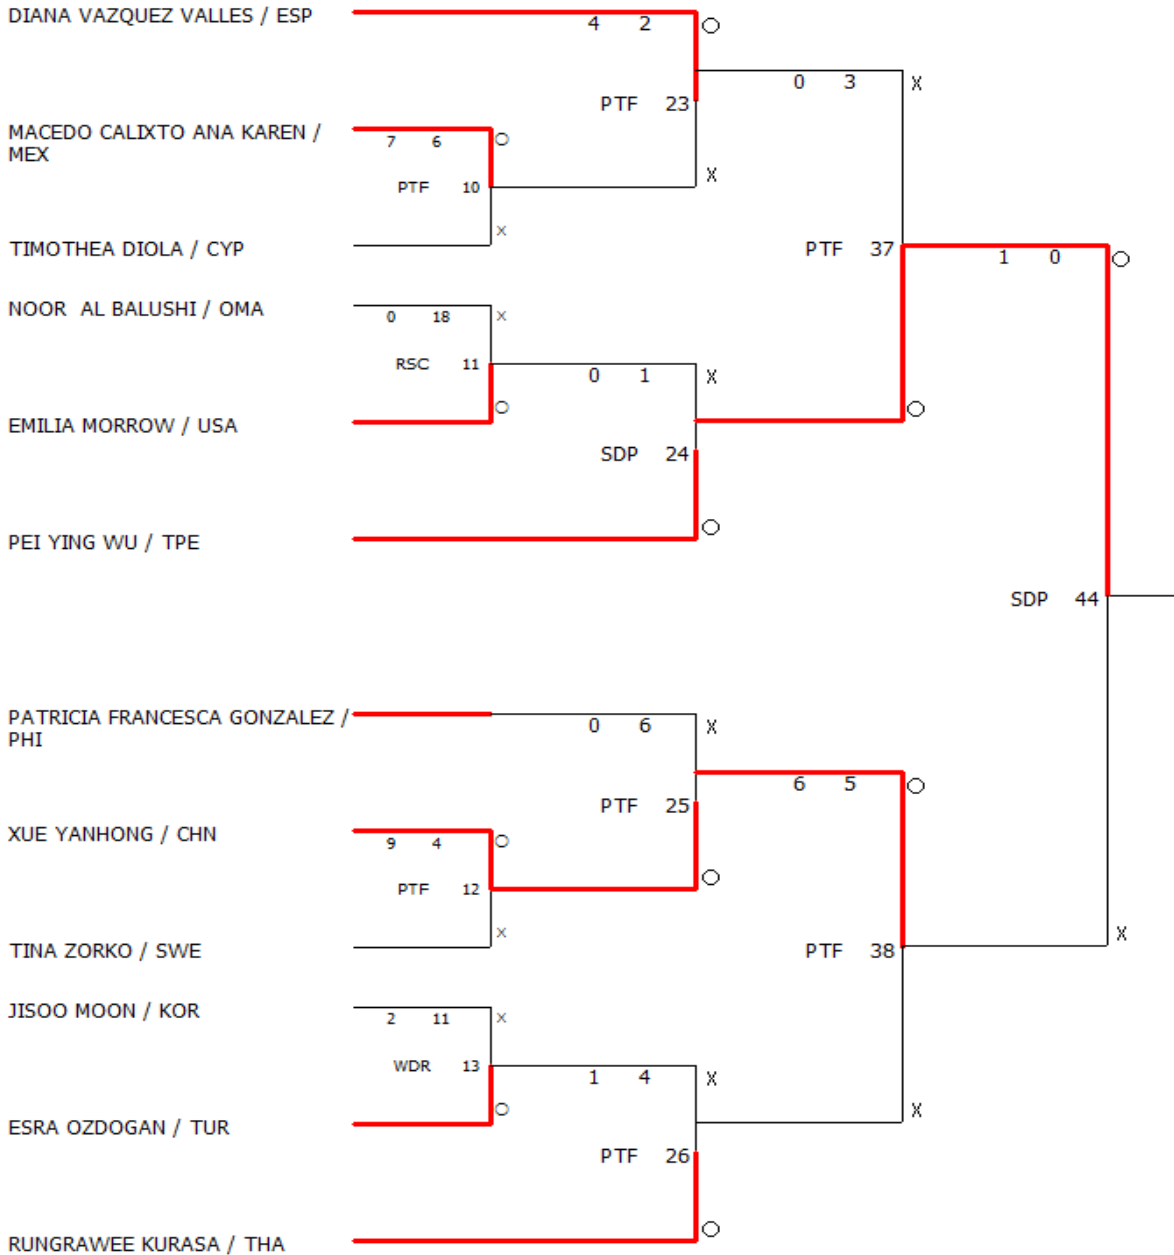 DIANA VAZQUEZ VALLES / ESP
4 2 O
0 3 X
PTF 23
MACEDO CALIXTO ANA KAREN /
MEX
7 6 O
PTF 10
X
X
TIMOTHEA DIOLA / CYP
PTF 37
1 0 O
NOOR  AL BALUSHI / OMA
0 18 X
RSC 11
0 1 X
O
O
EMILIA MORROW / USA
SDP 24
O
PEI YING WU / TPE
SDP 44
PATRICIA FRANCESCA GONZALEZ /
PHI
0 6 X
6 5 O
PTF 25
XUE YANHONG / CHN
9 4 O
PTF 12
O
X
X
TINA ZORKO / SWE
PTF 38
JISOO MOON / KOR
2 11 X
WDR 13
1 4 X
O
X
ESRA OZDOGAN / TUR
PTF 26
O
RUNGRAWEE KURASA / THA